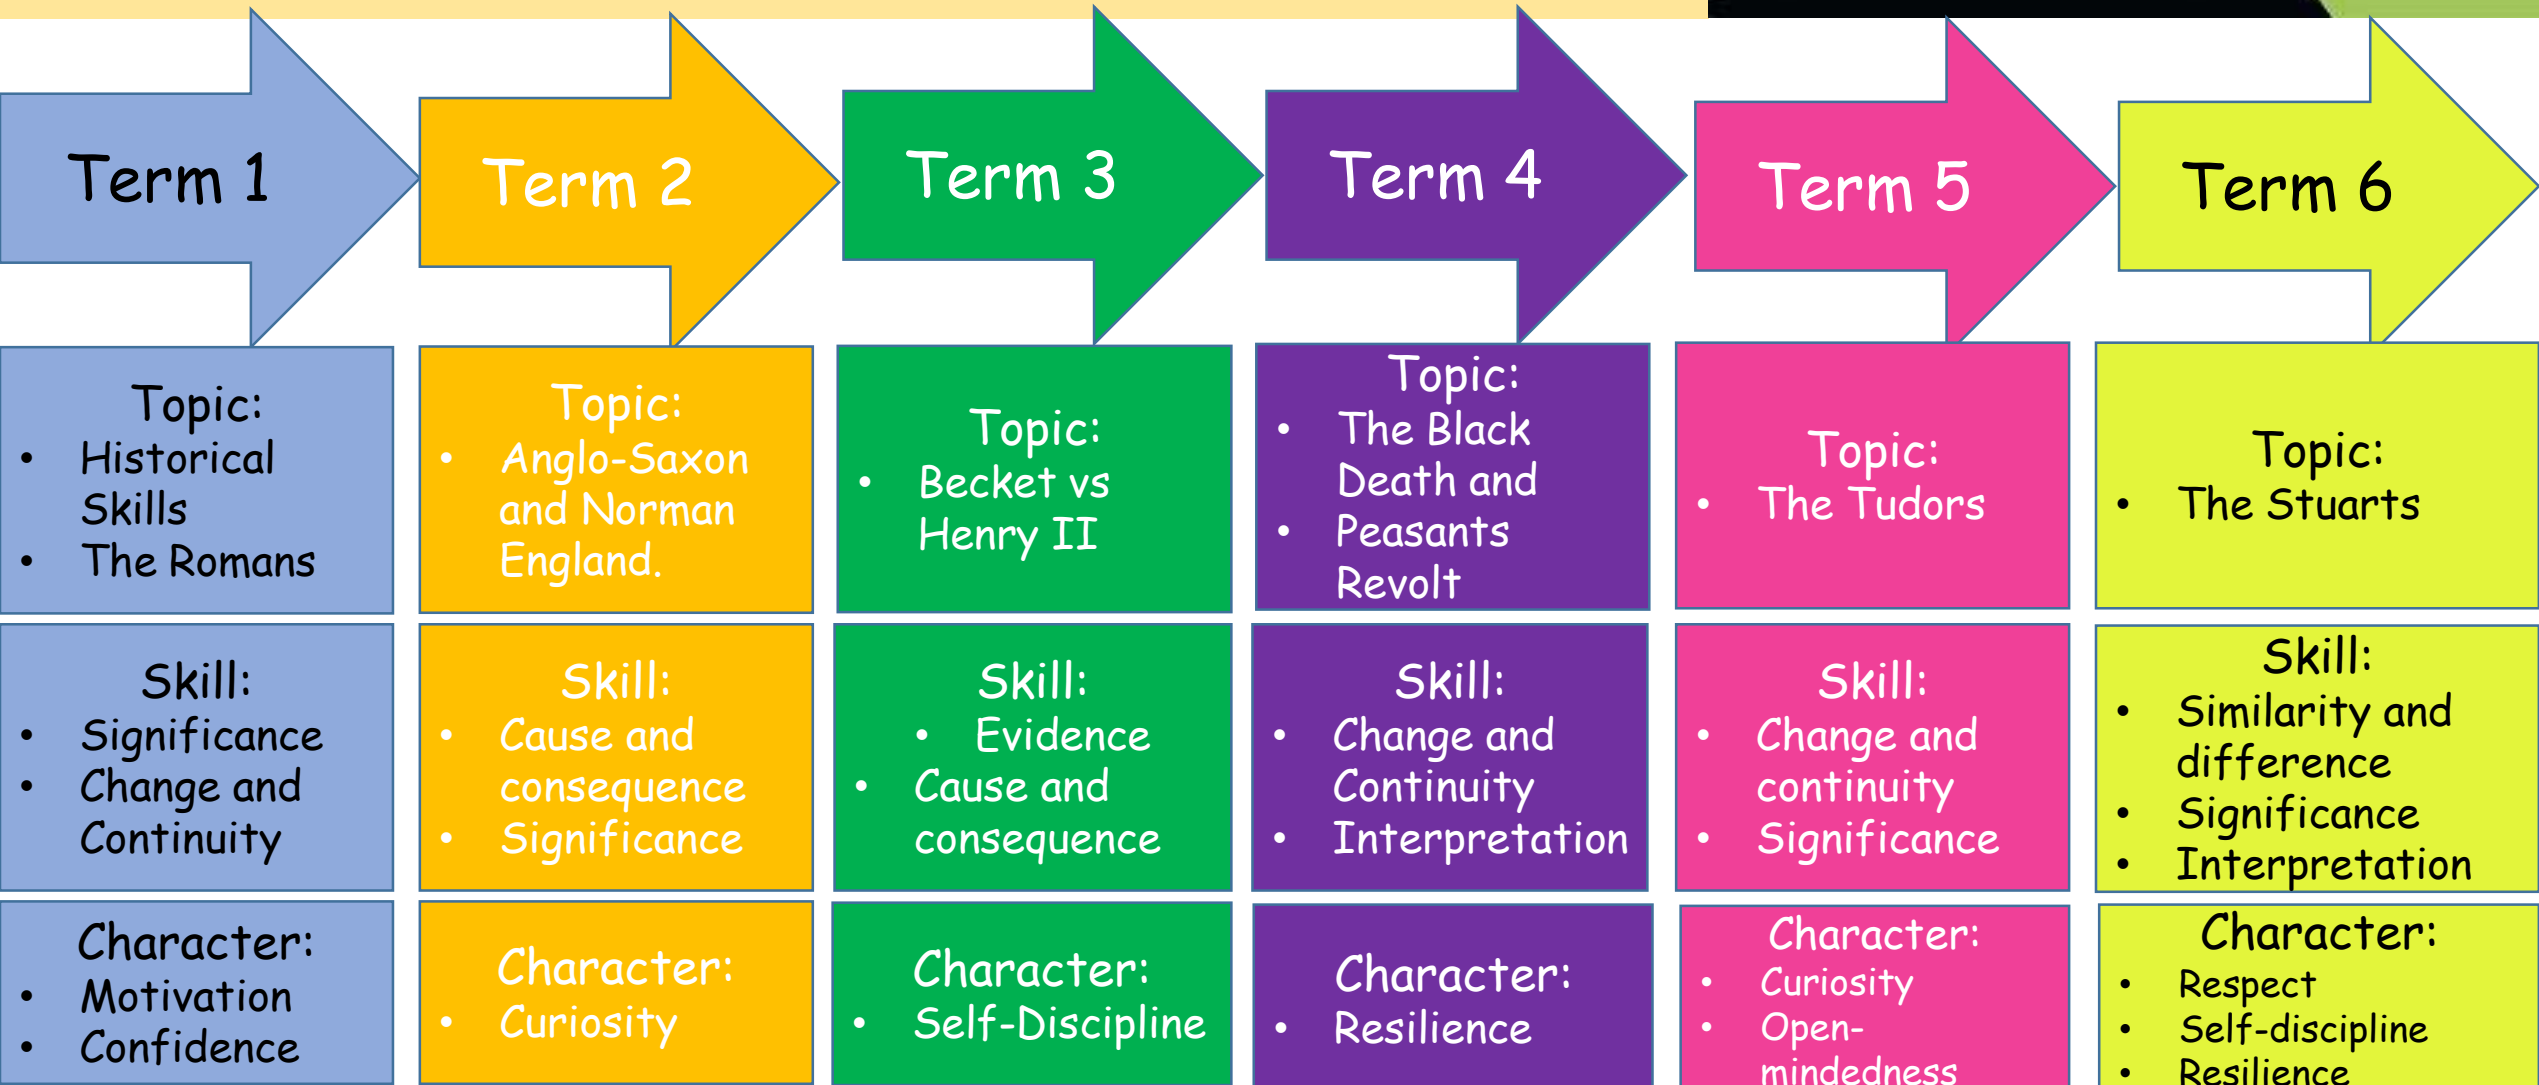 Term 1
Term 2
Term 3
Term 4
Term 5
Term 6
Topic:
• Historical
Skills
• The Romans
Topic:
• Anglo-Saxon
and Norman
England.
Topic:
• Becket vs
Henry II
Topic:
• The Black
Death and
• Peasants
Revolt
Topic:
• The Tudors
Topic:
• The Stuarts
Skill:
• Significance
• Change and
Continuity
Skill:
• Cause and
consequence
• Significance
Skill:
• Evidence
• Cause and
consequence
Skill:
• Change and
Continuity
• Interpretation
Skill:
• Change and
continuity
• Significance
Skill:
• Similarity and
difference
• Significance
• Interpretation
Character:
• Motivation
• Confidence
Character:
• Curiosity
Character:
• Self-Discipline
Character:
• Resilience
Character:
• Curiosity
• Open-
mindedness
Character:
• Respect
• Self-discipline
• Resilience